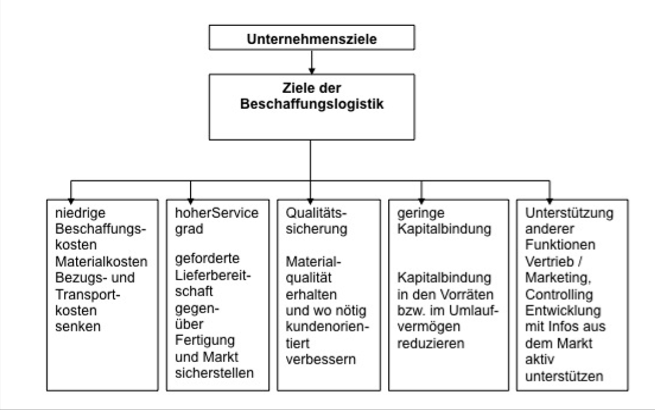 Unternehmensziele
Ziele der
Beschaffungslogistik
niedrige
Beschaffungs-
kosten
Materialkosten
Bezugs- und
Transport-
kosten
senken
hoherService
grad
geforderte
Lieferbereit-
schaft
gegen-
über
Fertigung
und Markt
sicherstellen
Qualitäts-
sicherung
Material-
qualität
erhalten
und wo nötig
kundenorien-
tiert
verbessern
geringe
Kapitalbindung
Kapitalbindung
in den Vorräten
bzw. im Umlauf-
vermögen
reduzieren
Unterstützung
anderer
Funktionen
Vertrieb /
Marketing,
Controlling
Entwicklung
mit Infos aus
dem Markt
aktiv
unterstützen